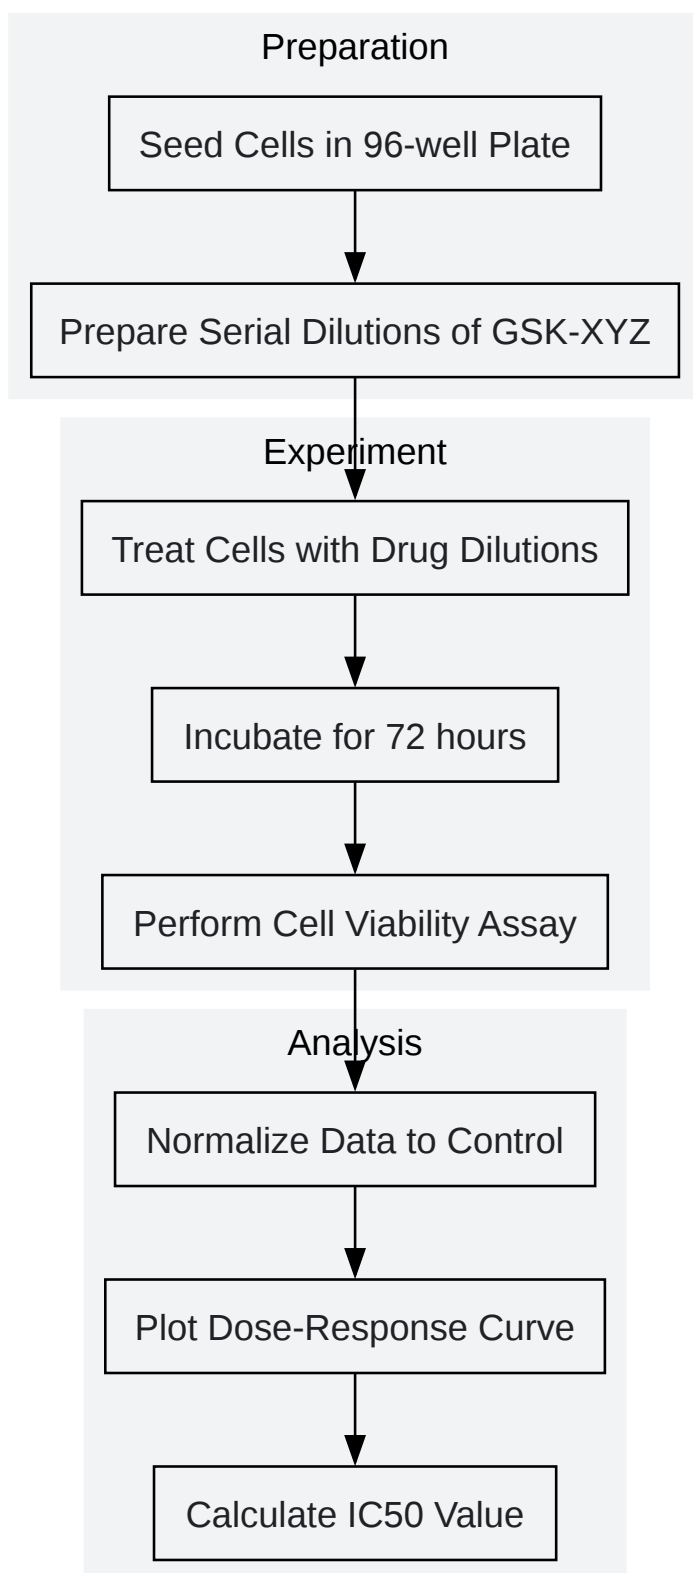 Preparation
Seed Cells in 96-well Plate
Prepare Serial Dilutions of GSK-XYZ
Experiment
Treat Cells with Drug Dilutions
Incubate for 72 hours
Perform Cell Viability Assay
Analysis
Normalize Data to Control
Plot Dose-Response Curve
Calculate IC50 Value